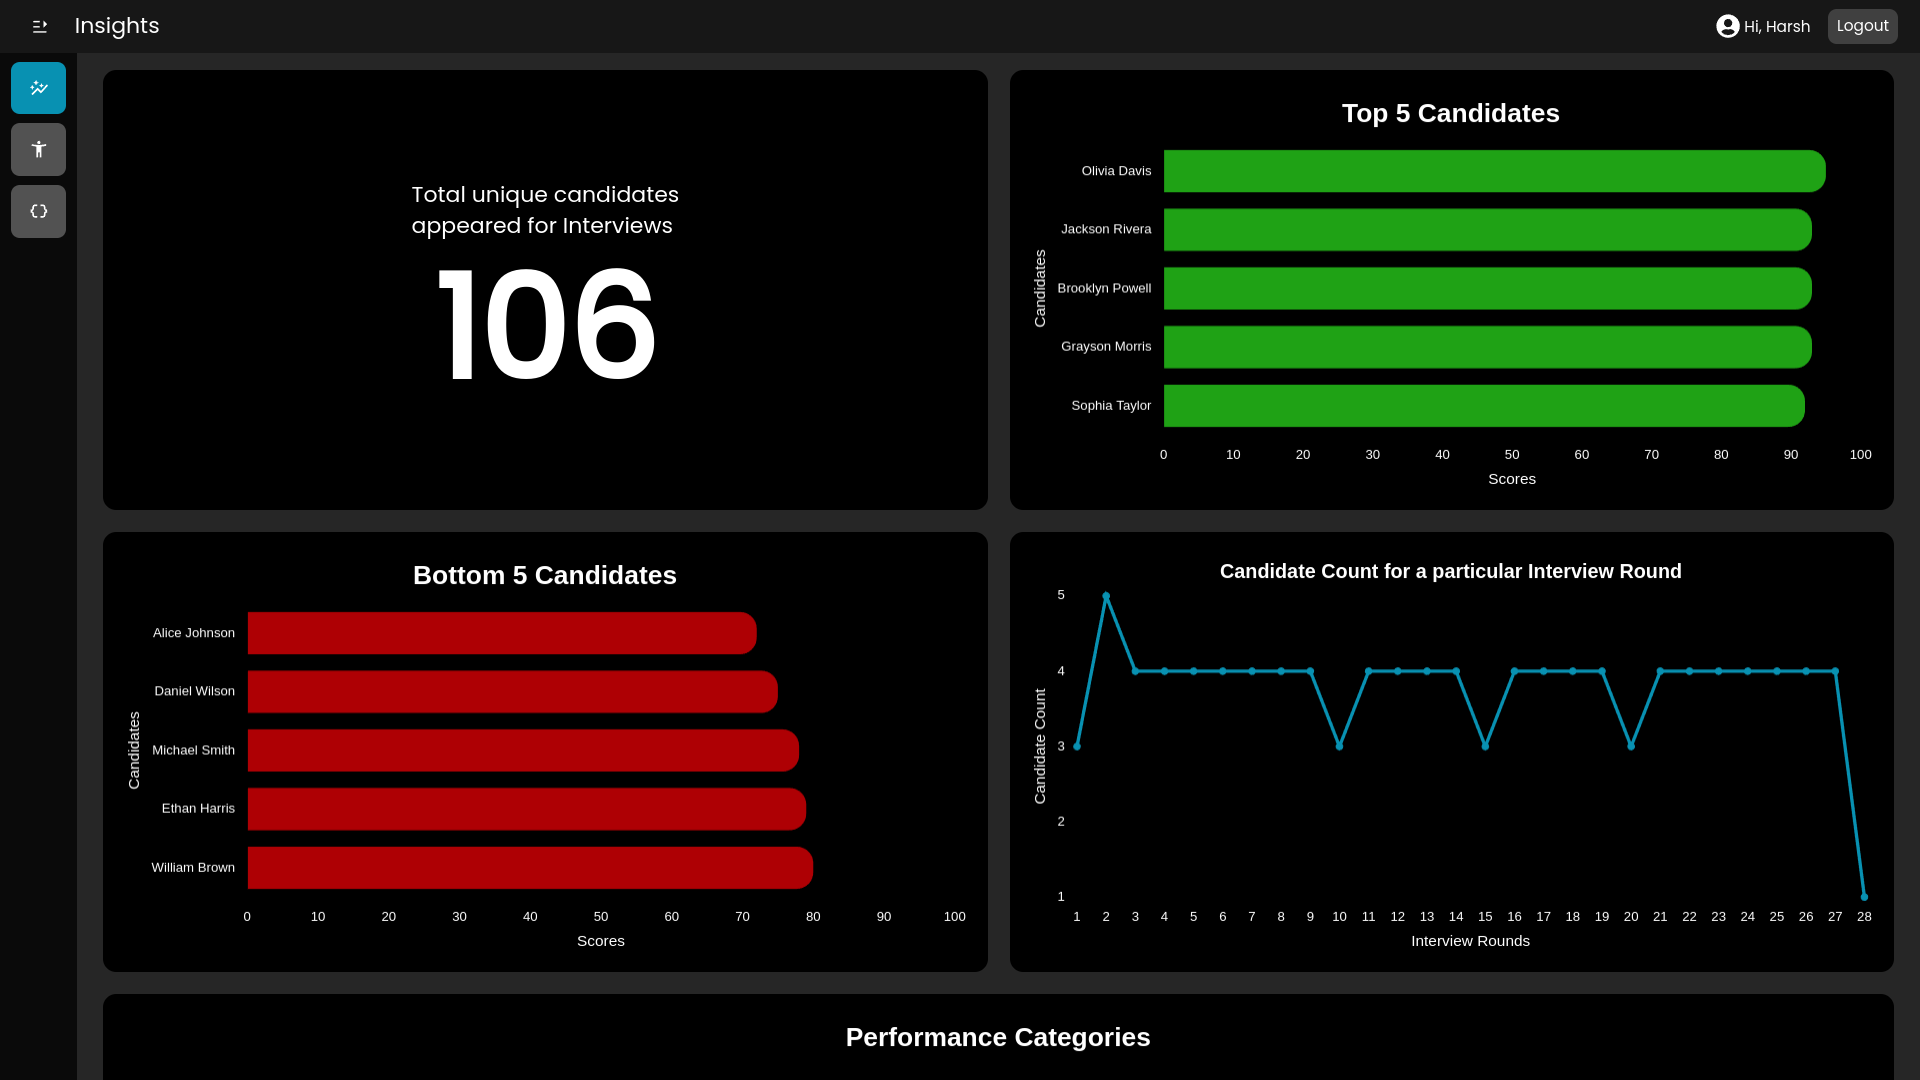 Insights
Hi, Harsh
Logout
Total unique candidates
appeared for Interviews
106
Top 5 Candidates
Candidates
Olivia Davis
Jackson Rivera
Brooklyn Powell
Grayson Morris
Sophia Taylor
0 10 20 30 40 50 60 70 80 90 100
Scores
Bottom 5 Candidates
Candidates
Alice Johnson
Daniel Wilson
Michael Smith
Ethan Harris
William Brown
0 10 20 30 40 50 60 70 80 90 100
Scores
Candidate Count for a particular Interview Round
Candidate Count
5
4
3
2
1
1 2 3 4 5 6 7 8 9 10 11 12 13 14 15 16 17 18 19 20 21 22 23 24 25 26 27 28
Interview Rounds
Performance Categories